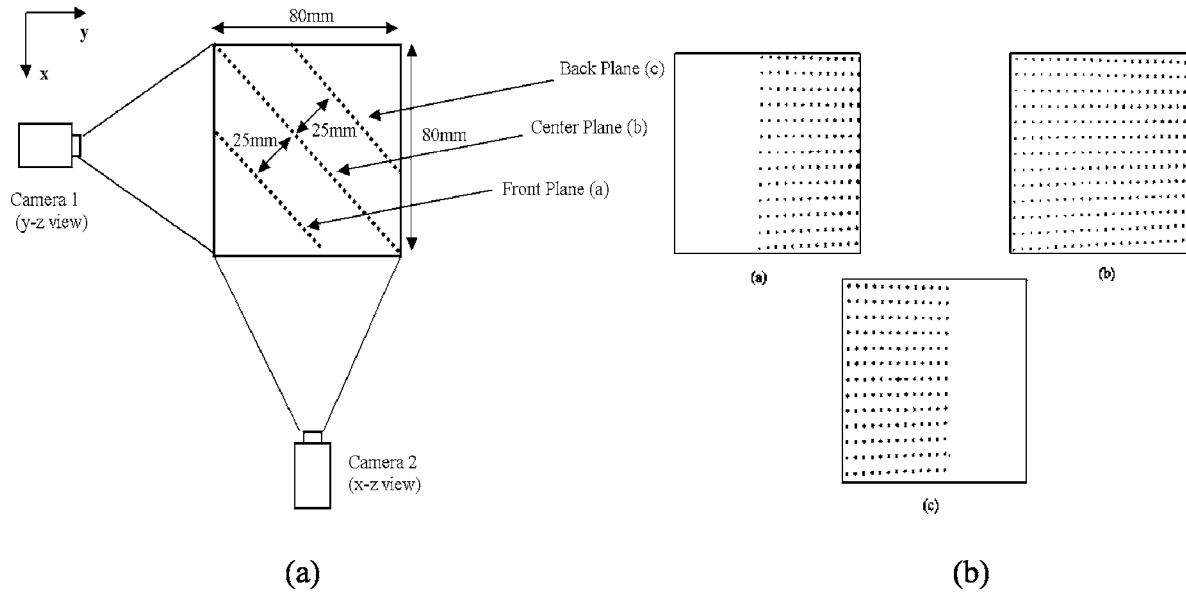 80mm
y
x
Back Plane (c)
25mm
25mm
Center Plane (b)
80mm
Front Plane (a)
Camera 1
(y-z view)
Camera 2
(x-z view)
(a)
(a)
(b)
(c)
(b)